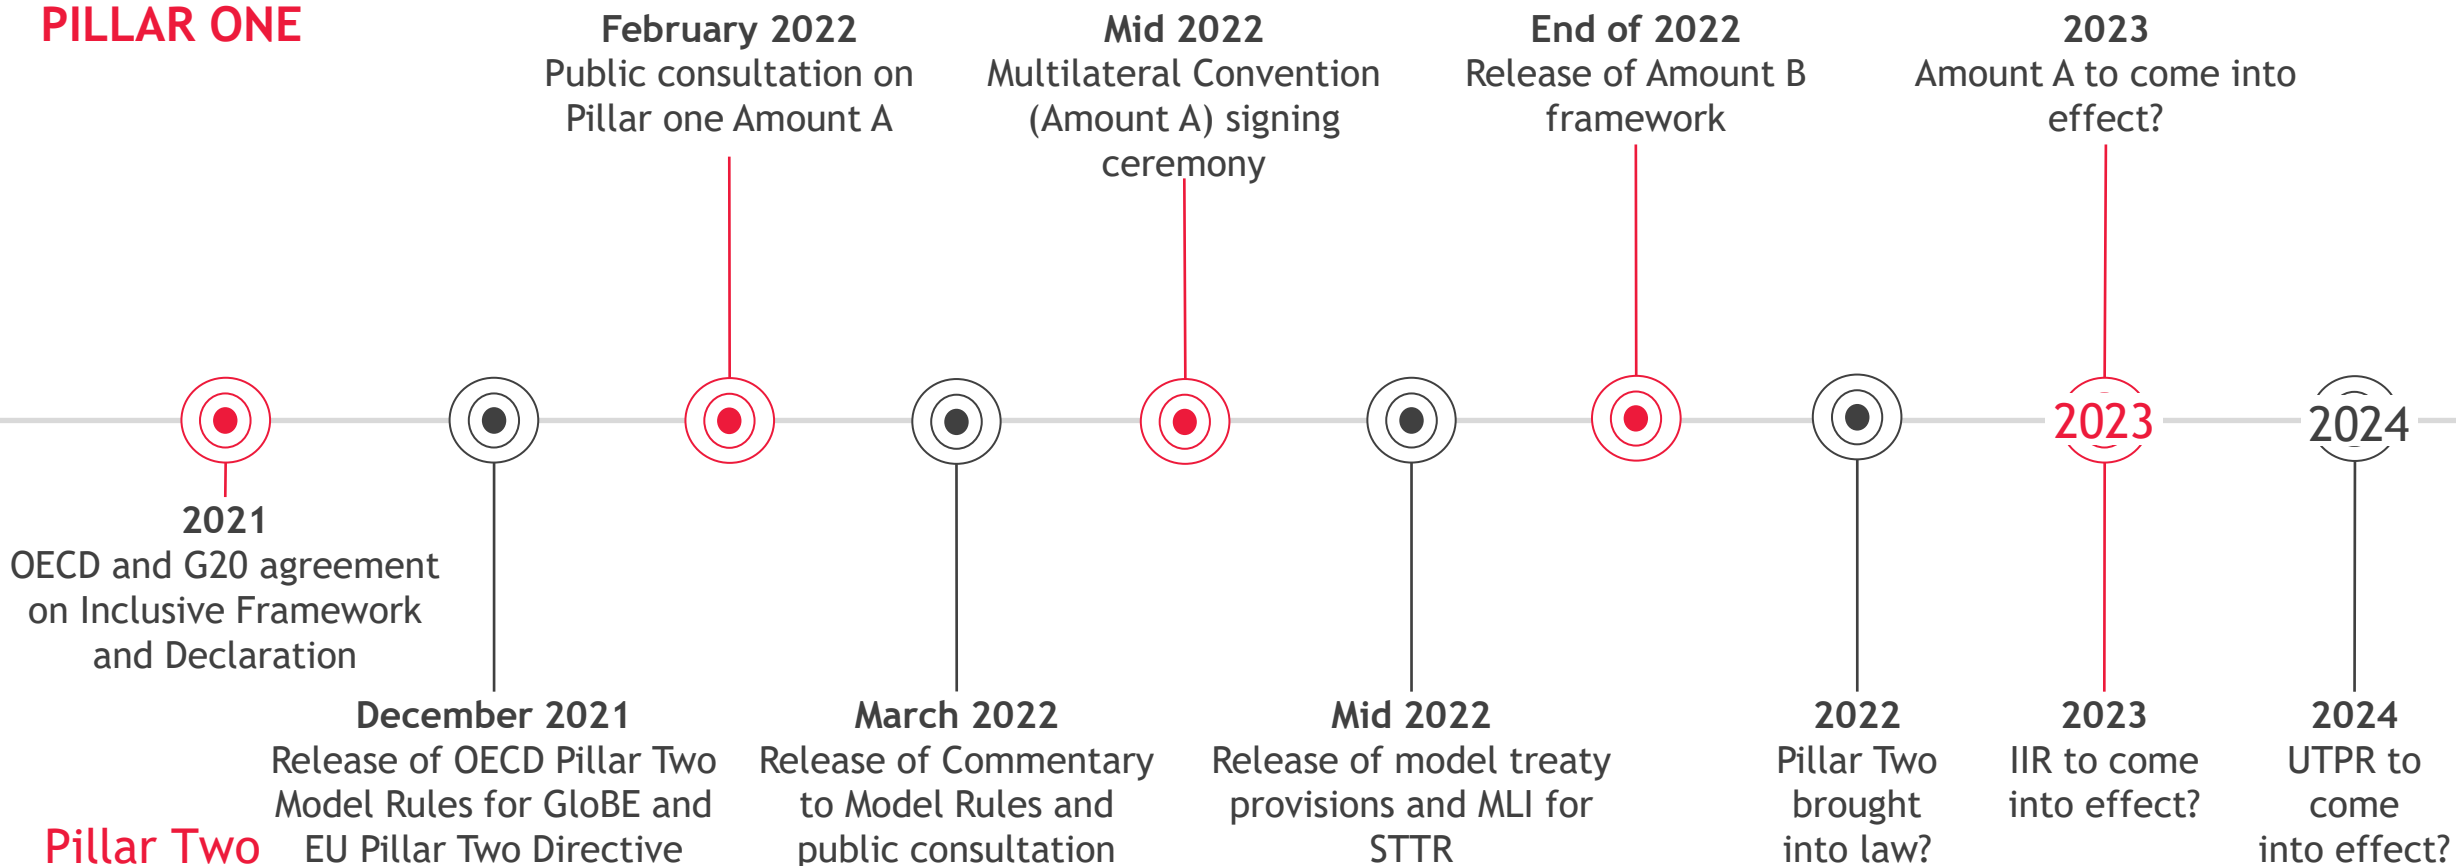 PILLAR ONE
February 2022
Public consultation on
Pillar one Amount A
Mid 2022
Multilateral Convention
(Amount A) signing
ceremony
End of 2022
Release of Amount B
framework
2023
Amount A to come into
effect?
2023
2024
2021
OECD and G20 agreement
on Inclusive Framework
and Declaration
December 2021
Release of OECD Pillar Two
Model Rules for GloBE and
EU Pillar Two Directive
March 2022
Release of Commentary
to Model Rules and
public consultation
Mid 2022
Release of model treaty
provisions and MLI for
STTR
2022
Pillar Two
brought
into law?
2023
IIR to come
into effect?
2024
UTPR to
come
into effect?
Pillar Two